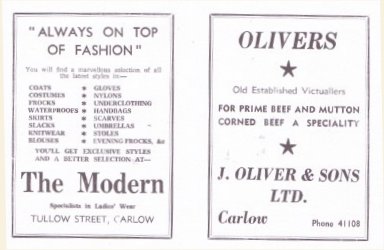 "ALWAYS ON TOP
OF FASHION"
You will find a marvellous selection of all
the latest styles in:—
COATS * GLOVES
COSTUMES * NYLONS
FROCKS * UNDERCLOTHING
WATERPROOFS * HANDBAGS
SKIRTS * SCARVES
SLACKS * UMBRELLAS
KNITWEAR * STOLES
BLOUSES * EVENING FROCKS, &c
YOU'LL GET EXCLUSIVE STYLES
AND A BETTER SELECTION AT—
The Modern
Specialists in Ladies' Wear
TULLOW STREET, CARLOW
OLIVERS
★
Old Established Victuallers
FOR PRIME BEEF AND MUTTON
CORNED BEEF A SPECIALITY
★
J. OLIVER & SONS
LTD.
Carlow Phone 41108